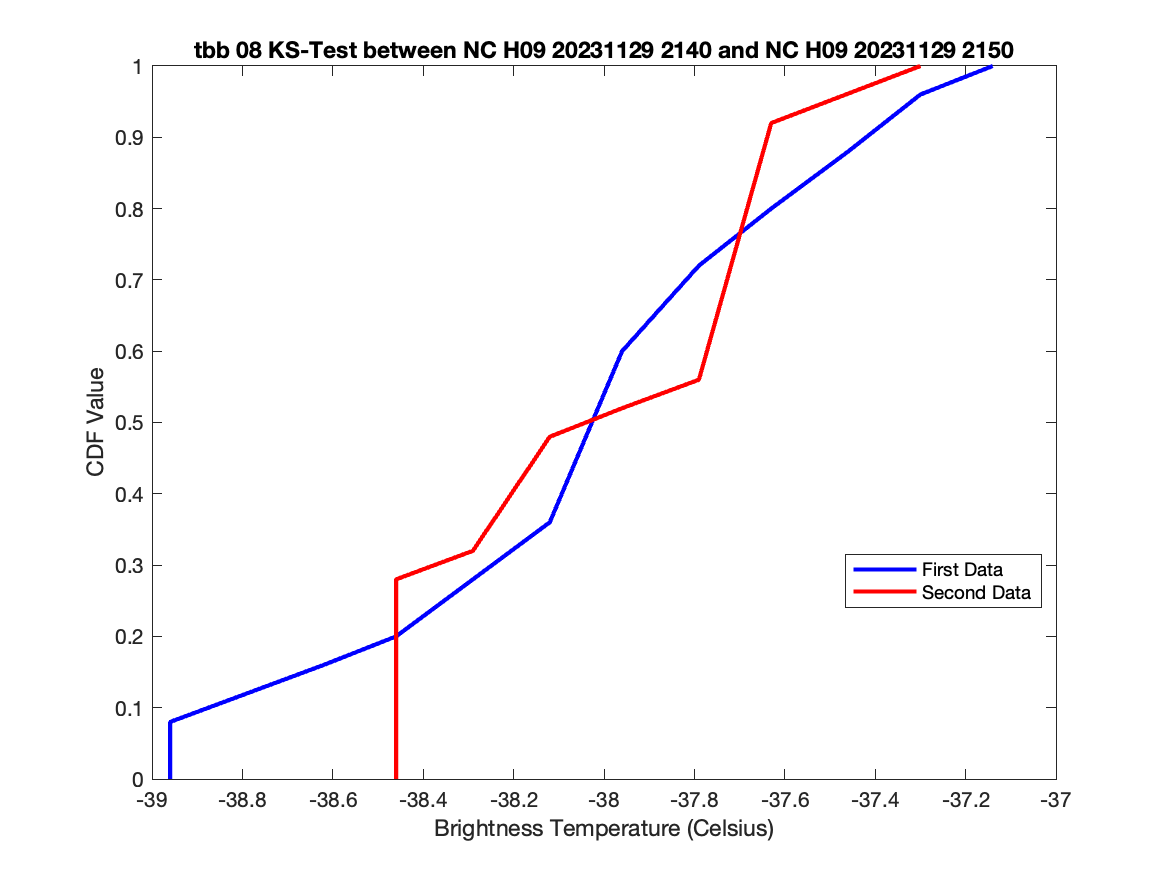 tbb 08 KS-Test between NC H09 20231129 2140 and NC H09 20231129 2150
1
0.9
0.8
0.7
0.6
0.5
0.4
0.3
0.2
0.1
0
CDF Value
First Data
Second Data
-39 -38.8 -38.6 -38.4 -38.2 -38 -37.8 -37.6 -37.4 -37.2 -37
Brightness Temperature (Celsius)